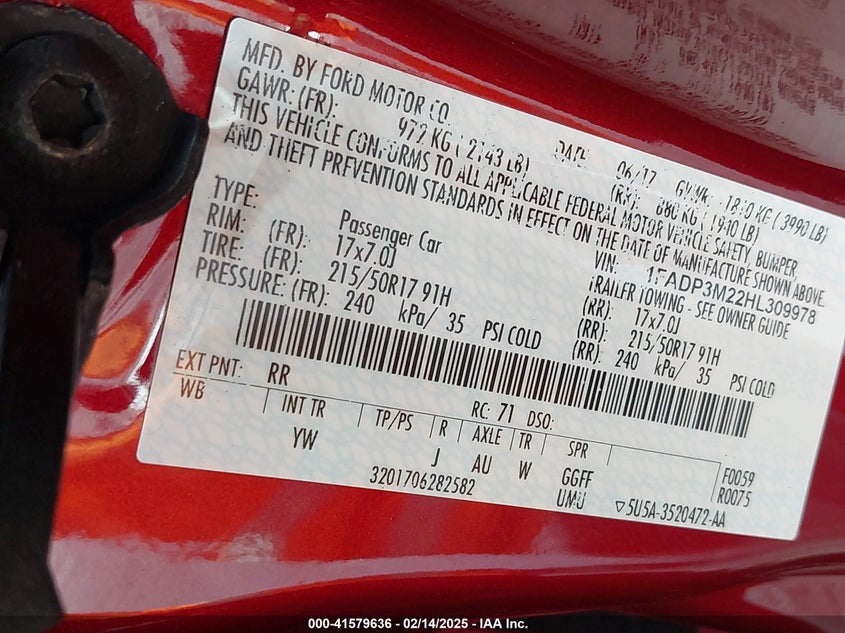 MFD. BY FORD MOTOR CO. DATE: 06/17 GVWR: 1810 KG ( 3990 LB)
GAWR: (FR): 972 KG ( 2143 LB) (RR): 880 KG ( 1940 LB)
THIS VEHICLE CONFORMS TO ALL APPLICABLE FEDERAL MOTOR VEHICLE SAFETY, BUMPER,
AND THEFT PREVENTION STANDARDS IN EFFECT ON THE DATE OF MANUFACTURE SHOWN ABOVE.
VIN: 1FADP3M22HL309978
TYPE: Passenger Car TRAILER TOWING - SEE OWNER GUIDE
RIM: (FR): 17x7.0J (RR): 17x7.0J
TIRE: (FR): 215/50R17 91H (RR): 215/50R17 91H
PRESSURE: (FR): 240 kPa/ 35 PSI COLD (RR): 240 kPa/ 35 PSI COLD
EXT PNT: RR RC: 71 DSO:
WB INT TR TP/PS R AXLE TR SPR
YW J AU W GGFF F0059
UMU R0075
3201706282582 ▽5U5A-3520472-AA
000-41579636 - 02/14/2025 - IAA Inc.